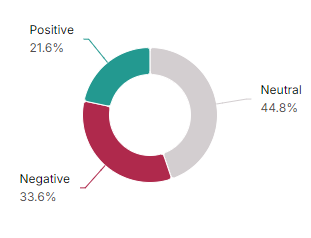 Positive
21.6%
Neutral
44.8%
Negative
33.6%